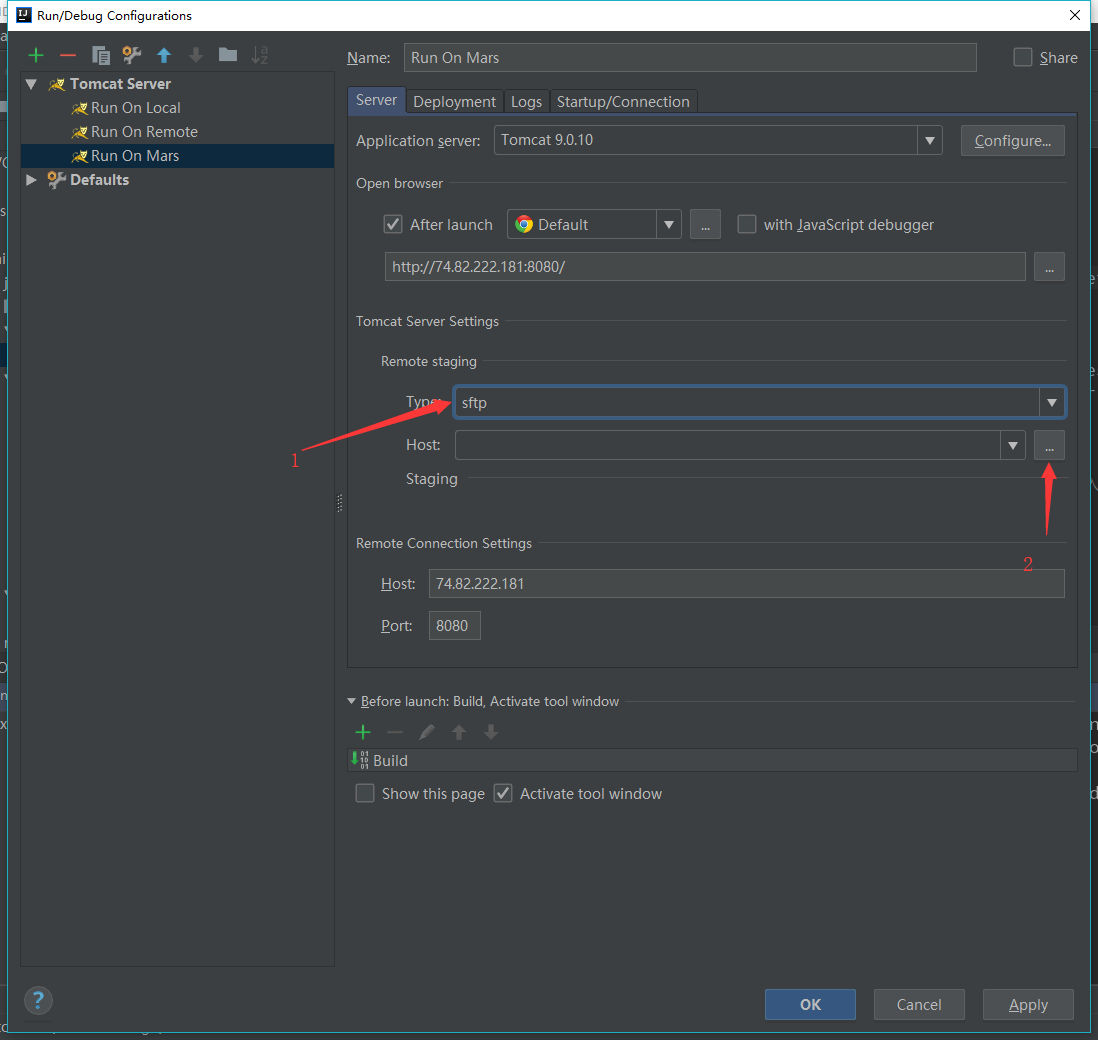 Run/Debug Configurations
Name: Run On Mars Share
Tomcat Server
Run On Local
Run On Remote
Run On Mars
Defaults
Server Deployment Logs Startup/Connection
Application server: Tomcat 9.0.10 Configure...
Open browser
After launch Default ... with JavaScript debugger
http://74.82.222.181:8080/ ...
Tomcat Server Settings
Remote staging
Type: sftp
1
Host: ...
Staging
Remote Connection Settings
2
Host: 74.82.222.181
Port: 8080
Before launch: Build, Activate tool window
Build
Show this page Activate tool window
? OK Cancel Apply